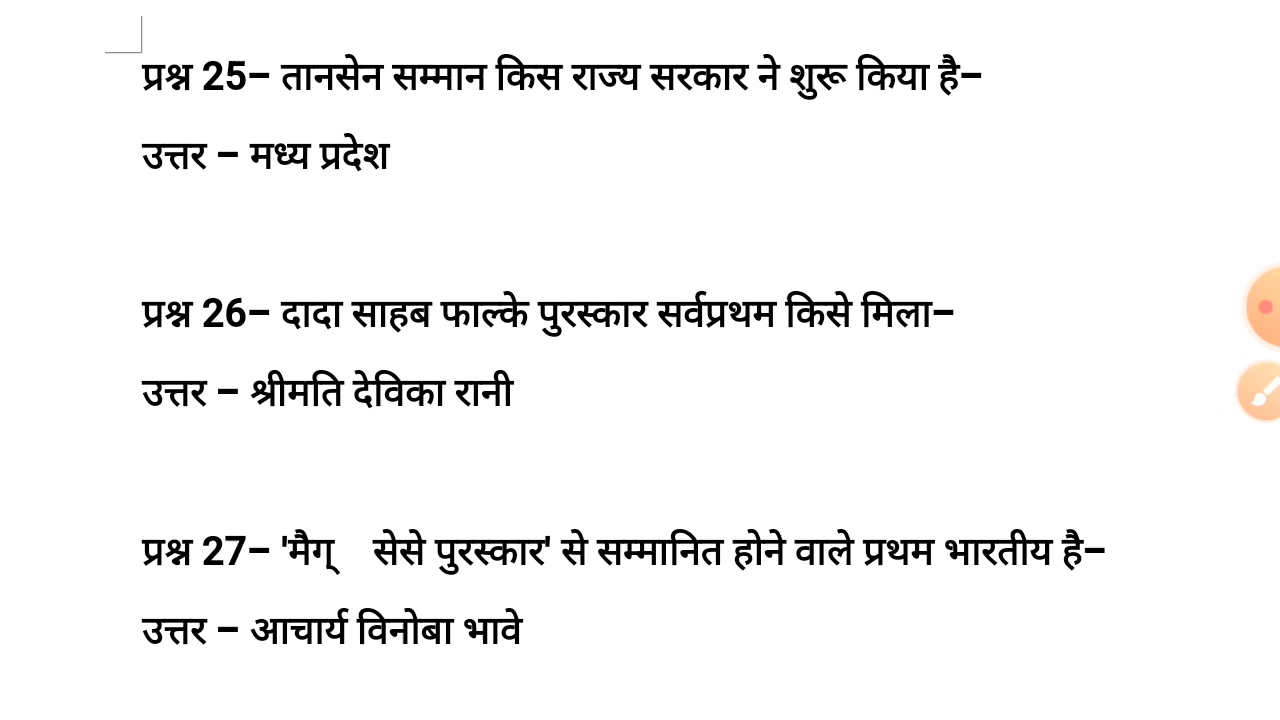 प्रश्न 25– तानसेन सम्मान किस राज्य सरकार ने शुरू किया है–
उत्तर – मध्य प्रदेश
प्रश्न 26– दादा साहब फाल्के पुरस्कार सर्वप्रथम किसे मिला–
उत्तर – श्रीमति देविका रानी
प्रश्न 27– 'मैग् सेसे पुरस्कार' से सम्मानित होने वाले प्रथम भारतीय है–
उत्तर – आचार्य विनोबा भावे